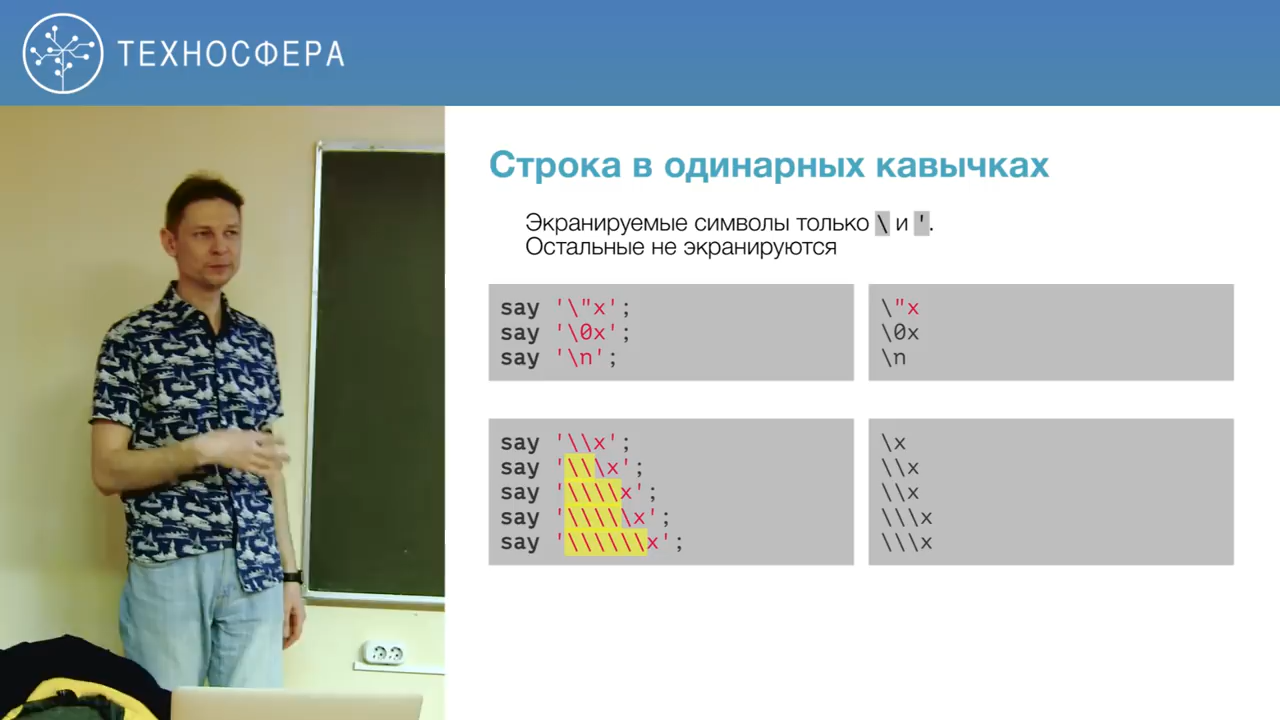 ТЕХНОСФЕРА
Строка в одинарных кавычках
Экранируемые символы только \ и '.
Остальные не экранируются
say '\"x';
say '\0x';
say '\n';
\"x
\0x
\n
say '\\x';
say '\\\x';
say '\\\\x';
say '\\\\\x';
say '\\\\\\x';
\x
\\x
\\x
\\\x
\\\x